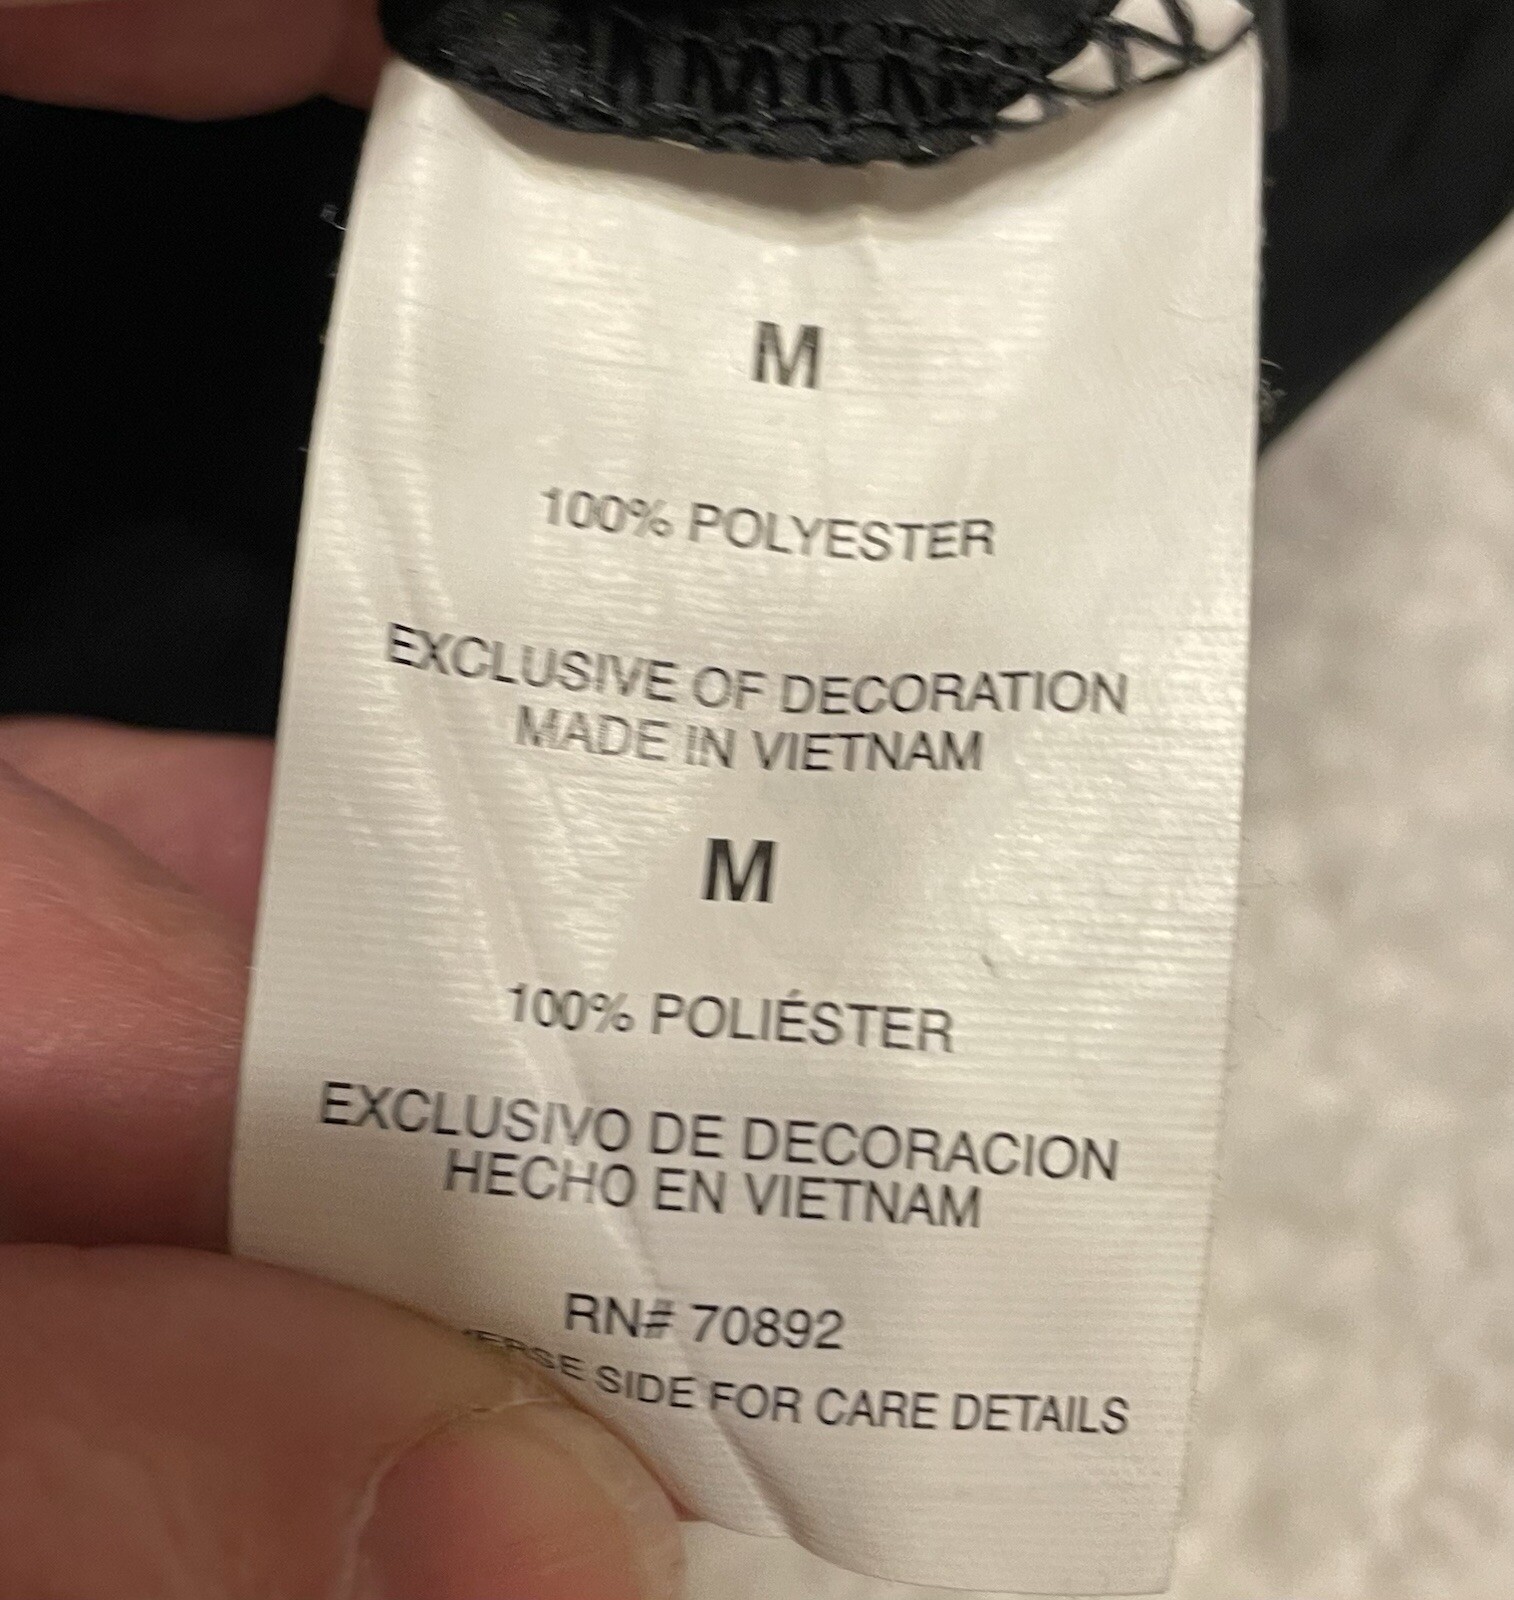 M
100% POLYESTER
EXCLUSIVE OF DECORATION
MADE IN VIETNAM
M
100% POLIÉSTER
EXCLUSIVO DE DECORACION
HECHO EN VIETNAM
RN# 70892
SIDE FOR CARE DETAILS